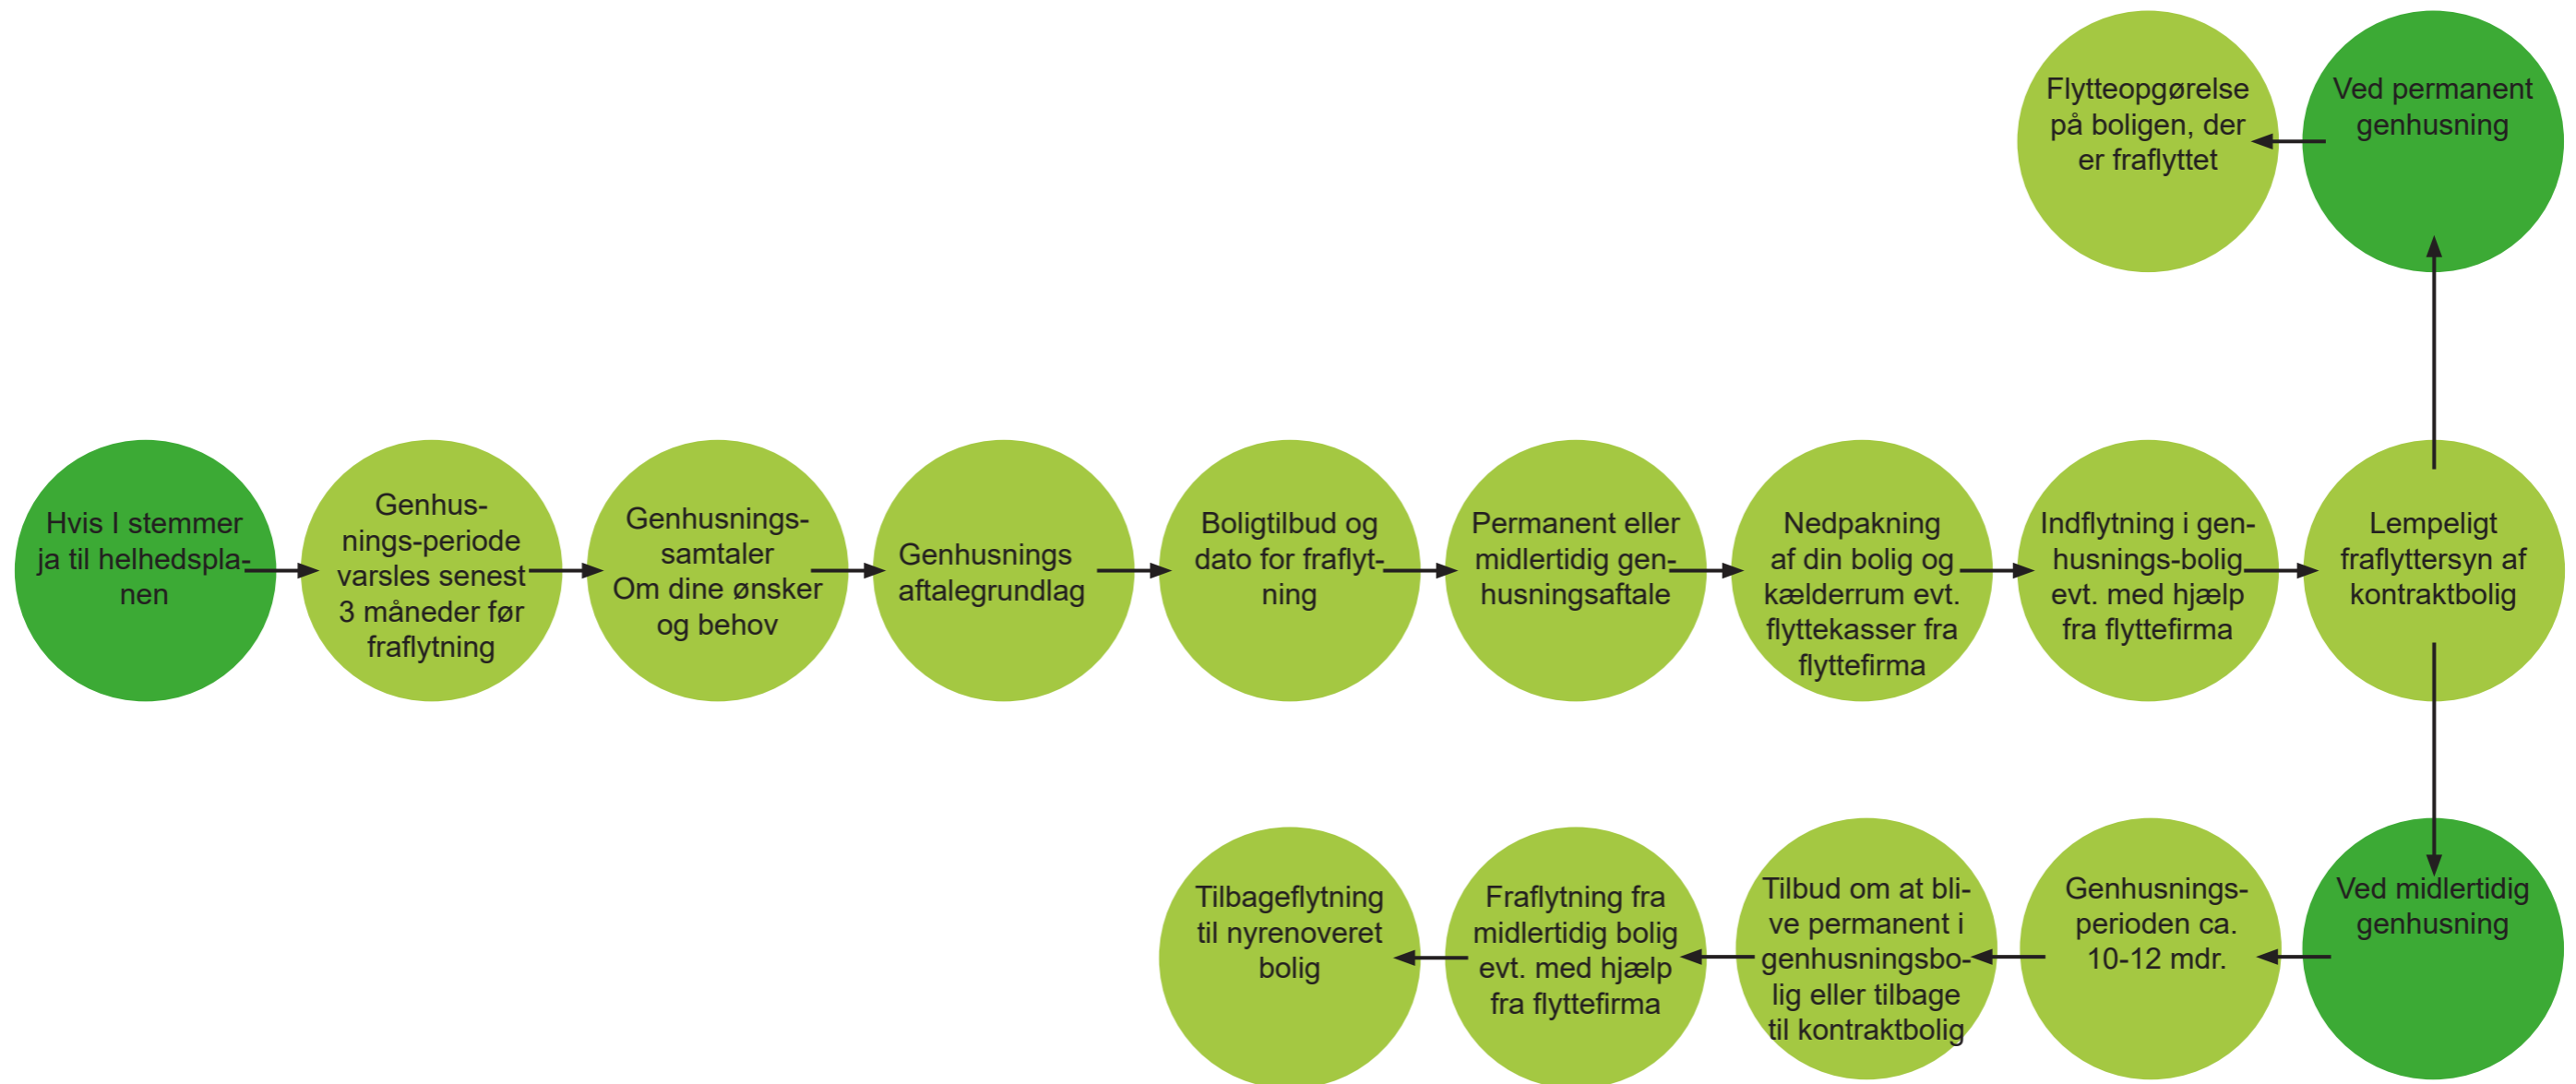 Flytteopgørelse
på boligen, der
er fraflyttet
Ved permanent
genhusning
Hvis I stemmer
ja til helhedspla-
nen
Genhus-
nings-periode
varsles senest
3 måneder før
fraflytning
Genhusnings-
samtaler
Om dine ønsker
og behov
Genhusnings
aftalegrundlag
Boligtilbud og
dato for fraflyt-
ning
Permanent eller
midlertidig gen-
husningsaftale
Nedpakning
af din bolig og
kælderrum evt.
flyttekasser fra
flyttefirma
Indflytning i gen-
husnings-bolig
evt. med hjælp
fra flyttefirma
Lempeligt
fraflyttersyn af
kontraktbolig
Tilbageflytning
til nyrenoveret
bolig
Fraflytning fra
midlertidig bolig
evt. med hjælp
fra flyttefirma
Tilbud om at bli-
ve permanent i
genhusningsbo-
lig eller tilbage
til kontraktbolig
Genhusnings-
perioden ca.
10-12 mdr.
Ved midlertidig
genhusning